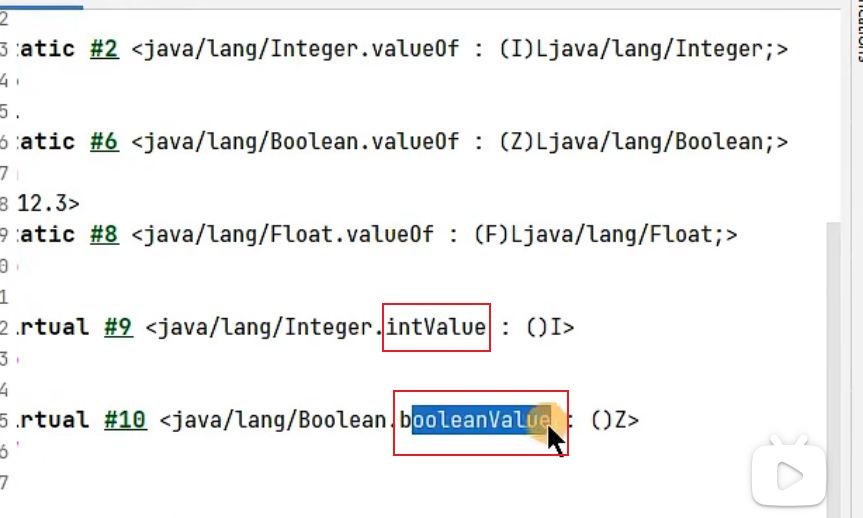 2
3 atic #2 <java/lang/Integer.valueOf : (I)Ljava/lang/Integer;>
4
5 .
6 atic #6 <java/lang/Boolean.valueOf : (Z)Ljava/lang/Boolean;>
7
8 12.3>
9 atic #8 <java/lang/Float.valueOf : (F)Ljava/lang/Float;>
0
1
2 .rtual #9 <java/lang/Integer.intValue : ()I>
3
4
5 .rtual #10 <java/lang/Boolean.booleanValue : ()Z>
6
7